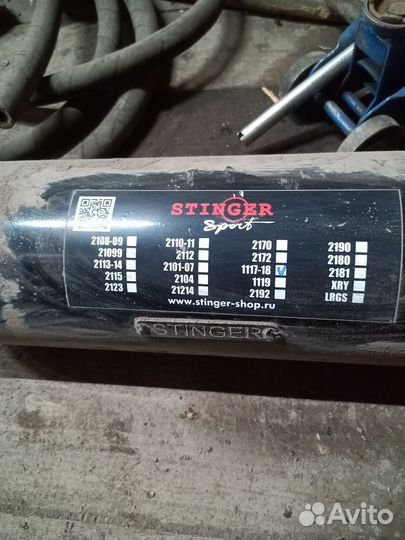 STINGER
Sport
2108-09 2110-11 2170 2190
21099 2112 2172 2180
2113-14 2101-07 1117-18 2181
2115 2104 1119 XRY
2123 21214 2192 LRGS
www.stinger-shop.ru
STINGER
Avito